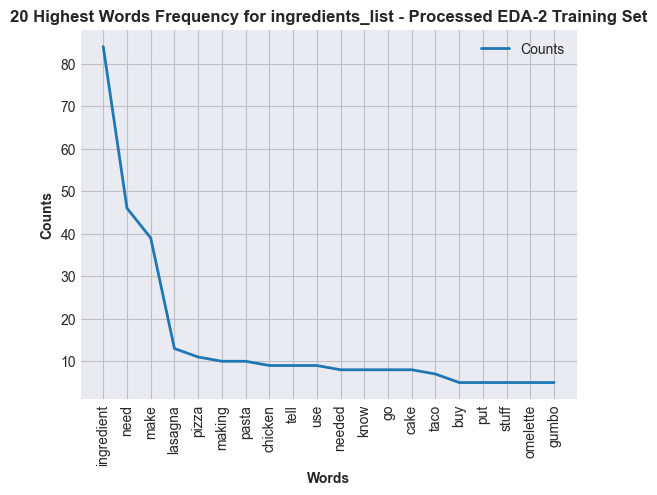 20 Highest Words Frequency for ingredients_list - Processed EDA-2 Training Set
Counts
80
70
60
50
40
30
20
10
Counts
ingredient
need
make
lasagna
pizza
making
pasta
chicken
tell
use
needed
know
go
cake
taco
buy
put
stuff
omelette
gumbo
Words